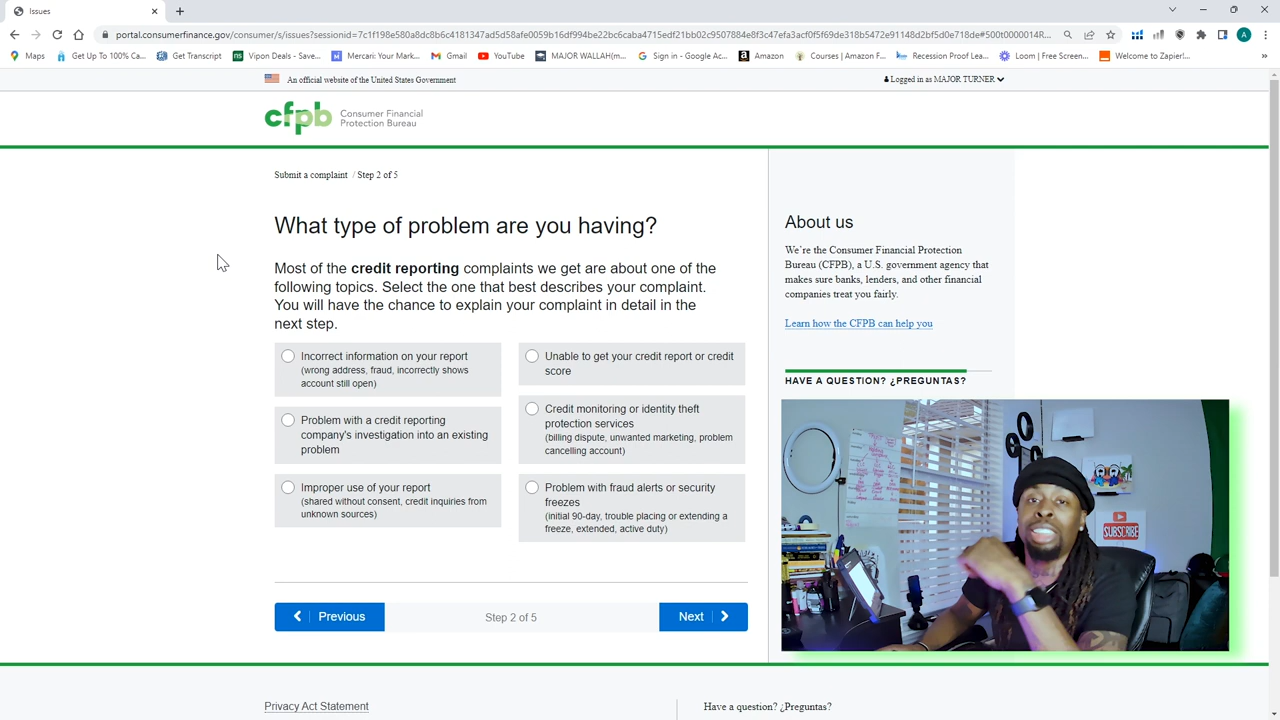 Issues
portal.consumerfinance.gov/consumer/s/issues?sessionid=7c1f198e580a8dc8b6c4181347ad5d58afe0059b16df994be22bc6caba4715edf21bb02c9507884e8f3c47efa3acf0f5f69de318b5472e91148d2bf5d0e718de#500t0000014R...
Maps
Get Up To 100% Ca...
Get Transcript
Vipon Deals - Save...
Mercari: Your Mark...
Gmail
YouTube
MAJOR WALLAH(m...
Sign in - Google Ac...
Amazon
Courses | Amazon F...
Recession Proof Lea...
Loom | Free Screen...
Welcome to Zapier!...
An official website of the United States Government
Logged in as MAJOR TURNER
cfpb Consumer Financial
Protection Bureau
Submit a complaint / Step 2 of 5
What type of problem are you having?
Most of the credit reporting complaints we get are about one of the
following topics. Select the one that best describes your complaint.
You will have the chance to explain your complaint in detail in the
next step.
Incorrect information on your report
(wrong address, fraud, incorrectly shows
account still open)
Problem with a credit reporting
company's investigation into an existing
problem
Improper use of your report
(shared without consent, credit inquiries from
unknown sources)
Unable to get your credit report or credit
score
Credit monitoring or identity theft
protection services
(billing dispute, unwanted marketing, problem
cancelling account)
Problem with fraud alerts or security
freezes
(initial 90-day, trouble placing or extending a
freeze, extended, active duty)
Previous
Step 2 of 5
Next
About us
We're the Consumer Financial Protection
Bureau (CFPB), a U.S. government agency that
makes sure banks, lenders, and other financial
companies treat you fairly.
Learn how the CFPB can help you
HAVE A QUESTION? ¿PREGUNTAS?
SUBSCRIBE
Privacy Act Statement
Have a question? ¿Preguntas?